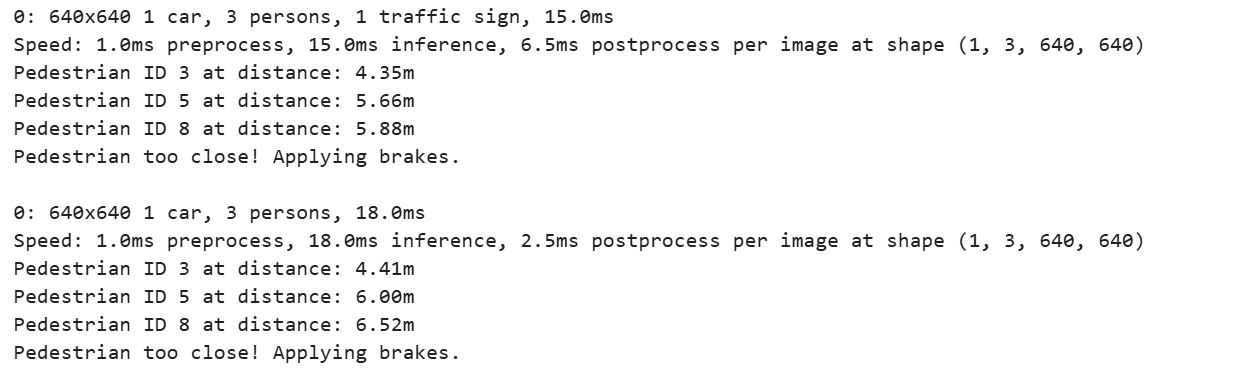 0: 640x640 1 car, 3 persons, 1 traffic sign, 15.0ms
Speed: 1.0ms preprocess, 15.0ms inference, 6.5ms postprocess per image at shape (1, 3, 640, 640)
Pedestrian ID 3 at distance: 4.35m
Pedestrian ID 5 at distance: 5.66m
Pedestrian ID 8 at distance: 5.88m
Pedestrian too close! Applying brakes.

0: 640x640 1 car, 3 persons, 18.0ms
Speed: 1.0ms preprocess, 18.0ms inference, 2.5ms postprocess per image at shape (1, 3, 640, 640)
Pedestrian ID 3 at distance: 4.41m
Pedestrian ID 5 at distance: 6.00m
Pedestrian ID 8 at distance: 6.52m
Pedestrian too close! Applying brakes.